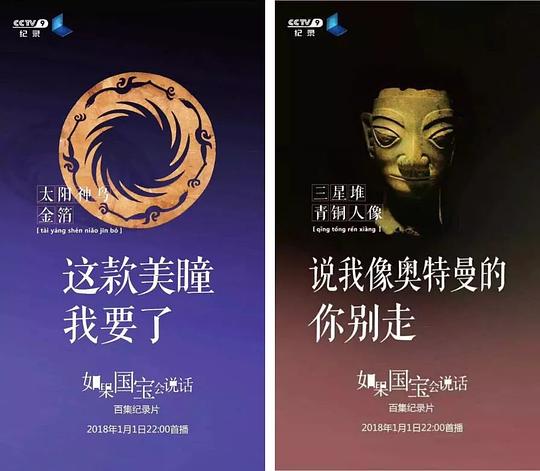 CCTV 9
纪录
太阳神鸟
金箔
[ tài yáng shén niǎo jīn bó ]
这款美瞳
我要了
如果国宝会说话
百集纪录片
2018年1月1日22:00首播
CCTV 9
纪录
三星堆
青铜人像
[ qīng tóng rén xiàng ]
说我像奥特曼的
你别走
如果国宝会说话
百集纪录片
2018年1月1日22:00首播